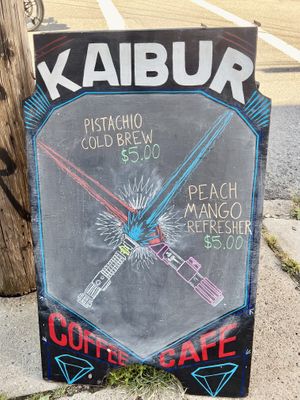 KAIBUR
PISTACHIO
COLD BREW
$5.00
PEACH
MANGO
REFRESHER
$5.00
COFFEE CAFE